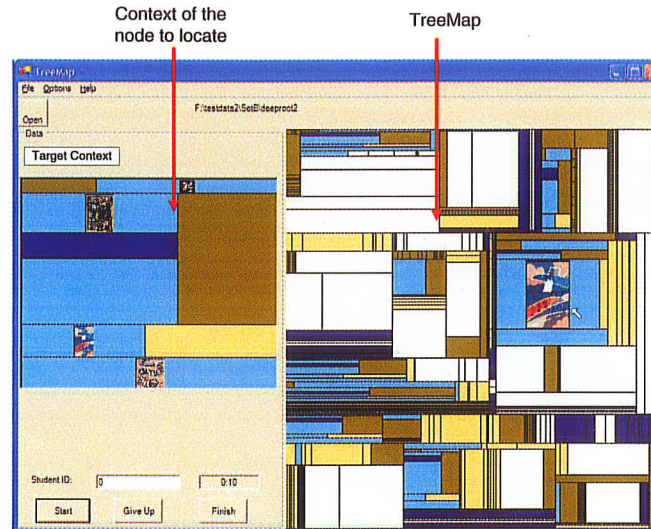 Context of the
node to locate
TreeMap
TreeMap
File Options Help
Open
F:\testdata2\SetB\deeproot2
Data
Target Context
Student ID:
0
0:10
Start
Give Up
Finish